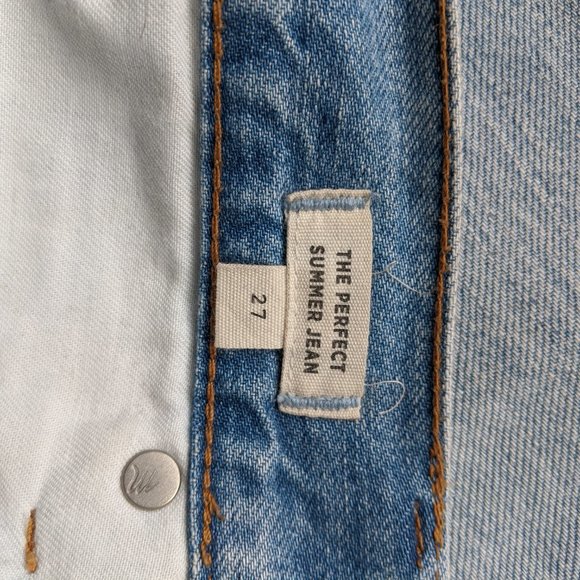 THE PERFECT
SUMMER JEAN
27